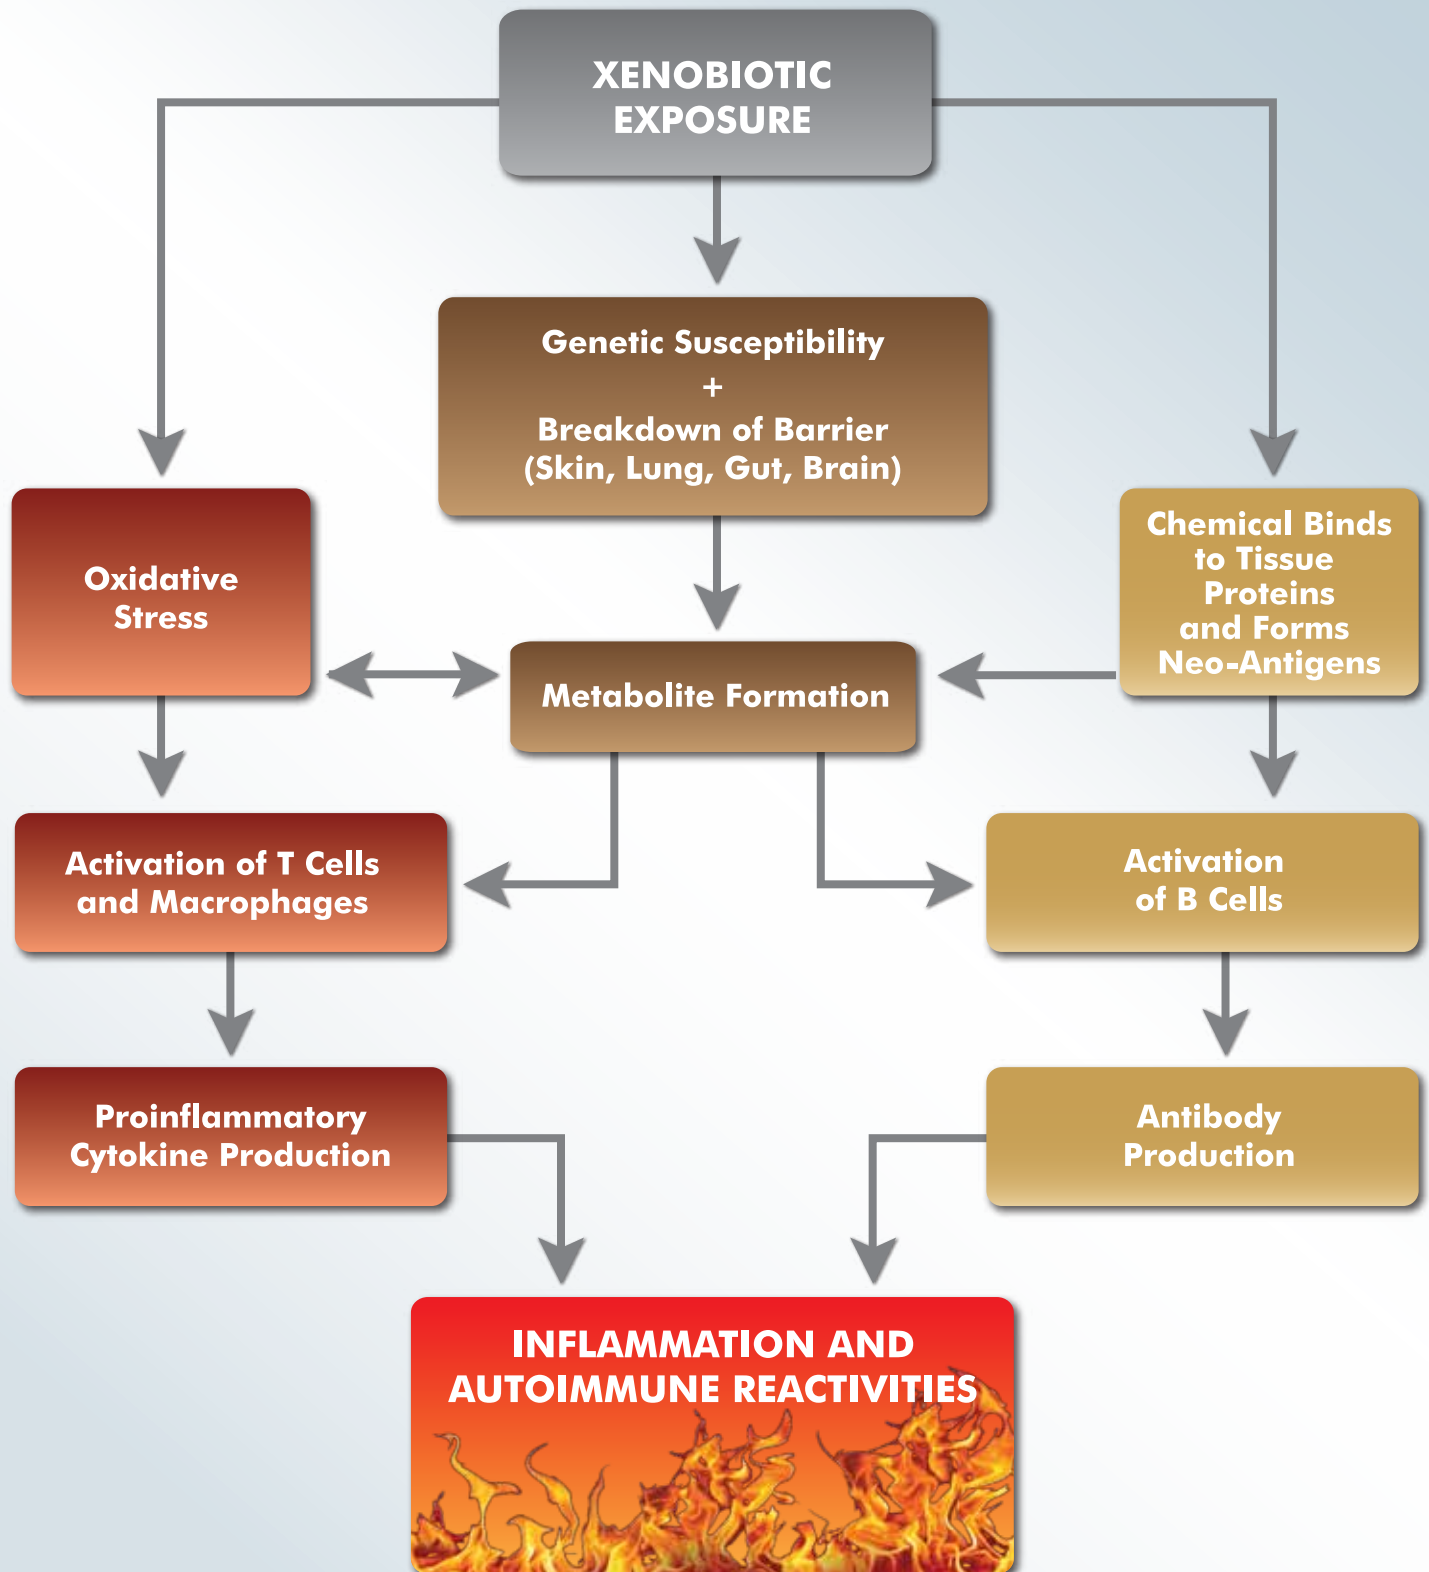 XENOBIOTIC
EXPOSURE
Genetic Susceptibility
+
Breakdown of Barrier
(Skin, Lung, Gut, Brain)
Oxidative
Stress
Chemical Binds
to Tissue
Proteins
and Forms
Neo-Antigens
Metabolite Formation
Activation of T Cells
and Macrophages
Activation
of B Cells
Proinflammatory
Cytokine Production
Antibody
Production
INFLAMMATION AND
AUTOIMMUNE REACTIVITIES